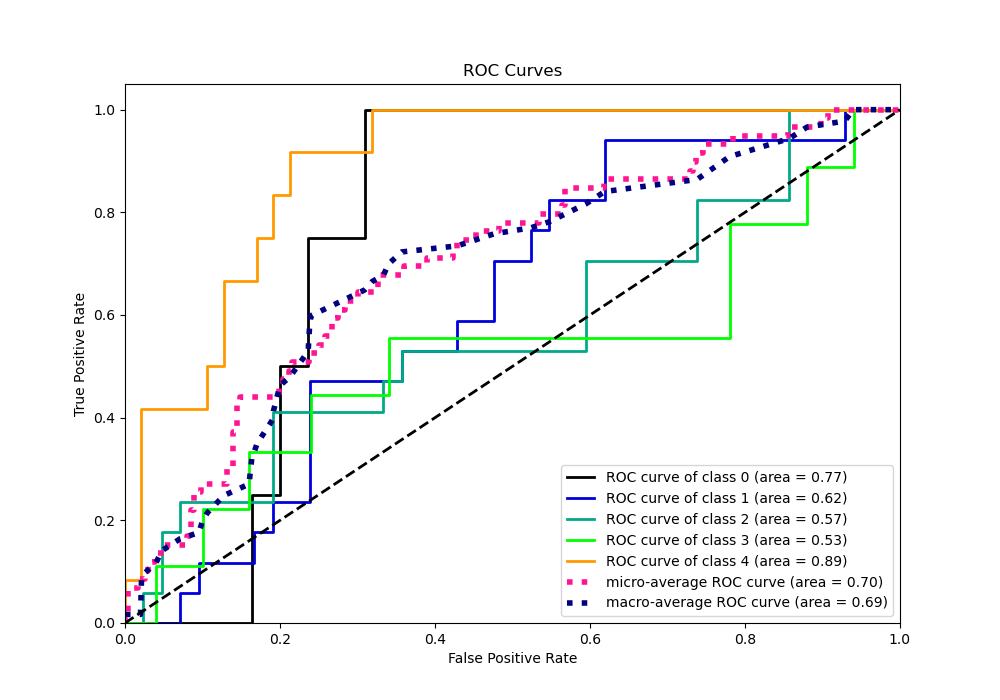 ROC Curves
True Positive Rate
1.0
0.8
0.6
0.4
0.2
0.0
ROC curve of class 0 (area = 0.77)
ROC curve of class 1 (area = 0.62)
ROC curve of class 2 (area = 0.57)
ROC curve of class 3 (area = 0.53)
ROC curve of class 4 (area = 0.89)
micro-average ROC curve (area = 0.70)
macro-average ROC curve (area = 0.69)
0.0 0.2 0.4 0.6 0.8 1.0
False Positive Rate